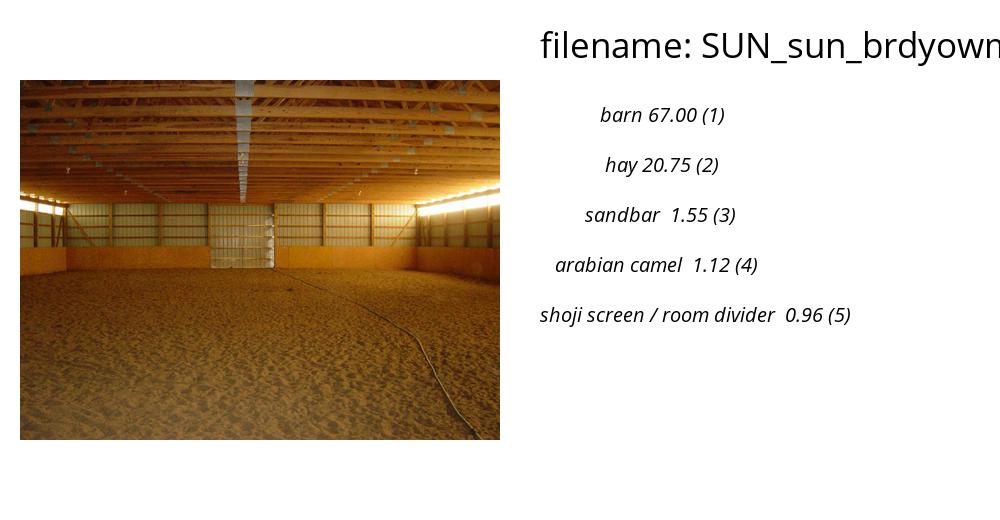 filename: SUN_sun_brdyown
barn 67.00 (1)
hay 20.75 (2)
sandbar 1.55 (3)
arabian camel 1.12 (4)
shoji screen / room divider 0.96 (5)